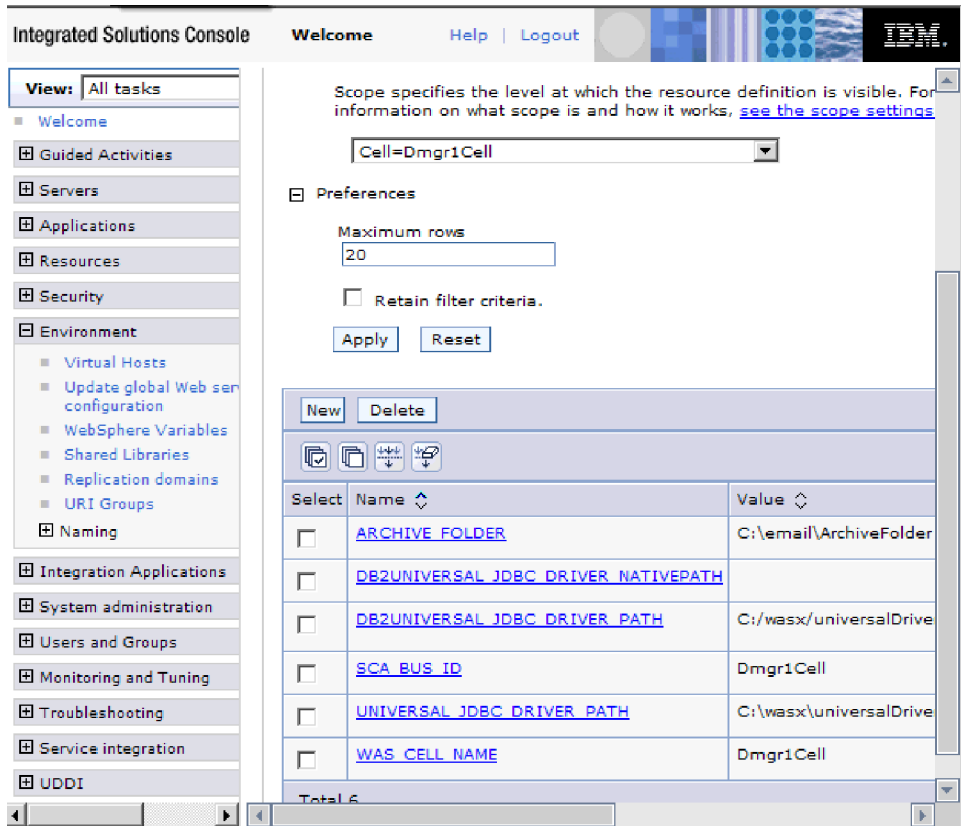 Integrated Solutions Console Welcome Help | Logout IBM.
View: All tasks
Welcome
Guided Activities
Servers
Applications
Resources
Security
Environment
Virtual Hosts
Update global Web ser
configuration
WebSphere Variables
Shared Libraries
Replication domains
URI Groups
Naming
Integration Applications
System administration
Users and Groups
Monitoring and Tuning
Troubleshooting
Service integration
UDDI
Scope specifies the level at which the resource definition is visible. For
information on what scope is and how it works, see the scope settings
Cell=Dmgr1Cell
Preferences
Maximum rows
20
Retain filter criteria.
Apply Reset
New Delete
Select Name Value
ARCHIVE_FOLDER C:\email\ArchiveFolder
DB2UNIVERSAL_JDBC_DRIVER_NATIVEPATH
DB2UNIVERSAL_JDBC_DRIVER_PATH C:/wasx/universalDrive
SCA_BUS_ID Dmgr1Cell
UNIVERSAL_JDBC_DRIVER_PATH C:\wasx\universalDrive
WAS_CELL_NAME Dmgr1Cell
Total 6